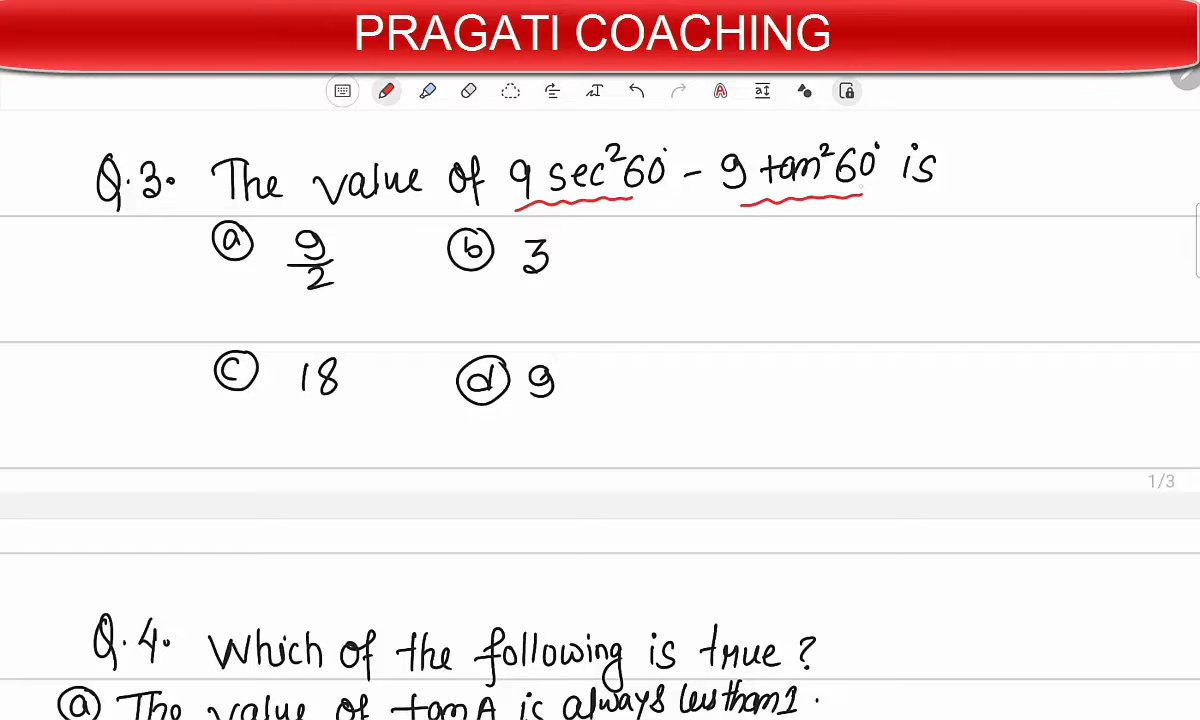 PRAGATI COACHING
Q.3. The value of 9 sec²60° - 9 tan²60° is
ⓐ 9/2 ⓑ 3
ⓒ 18 ⓓ 9
1/3
Q.4. Which of the following is true?
ⓐ The value of tanA is always less than 1.